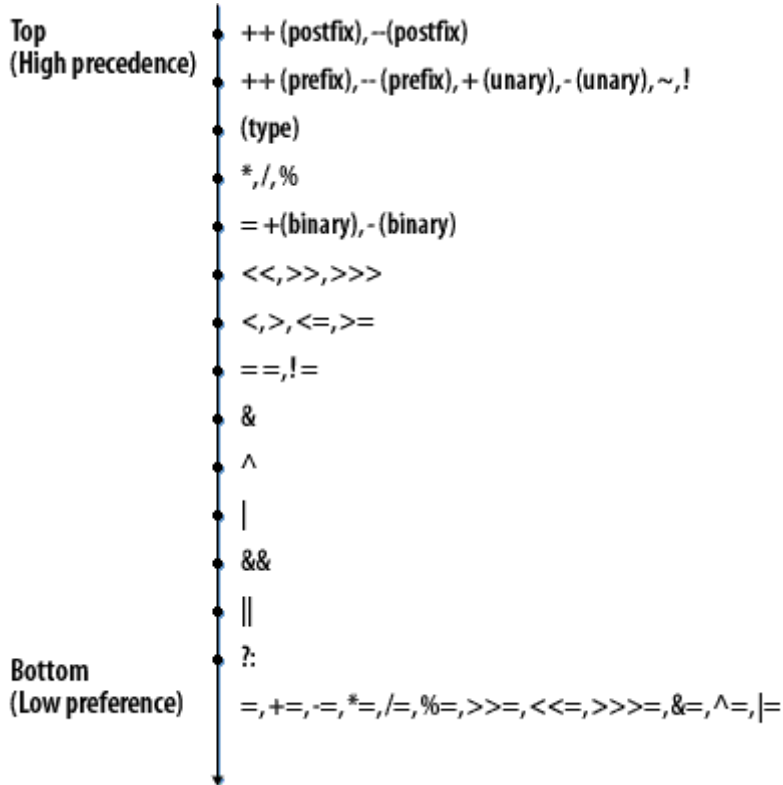 Top
(High precedence)
++ (postfix), --(postfix)
++ (prefix), -- (prefix), + (unary), - (unary), ~, !
(type)
*, /, %
= +(binary), - (binary)
<<, >>, >>>
<, >, <=, >=
= =, ! =
&
^
|
&&
||
?:
Bottom
(Low preference)
=, +=, -=, *=, /=, %=, >>=, <<=, >>>=, &=, ^=, |=